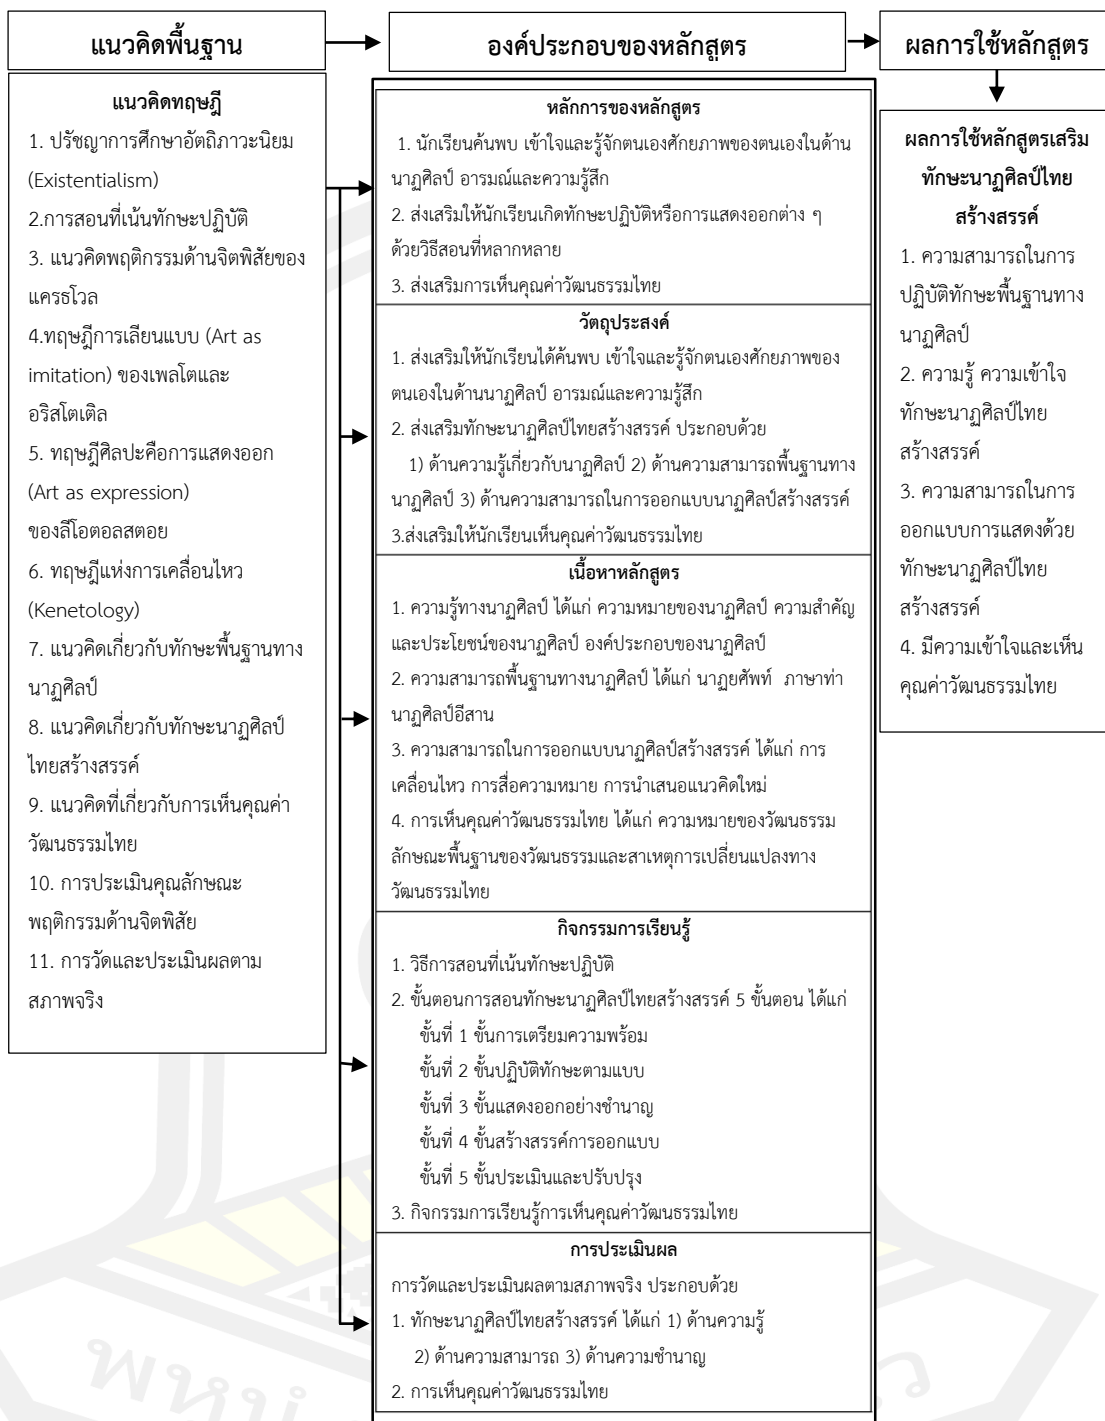 แนวคิดพื้นฐาน
องค์ประกอบของหลักสูตร
ผลการใช้หลักสูตร
แนวคิดทฤษฎี
1. ปรัชญาการศึกษาอัตถิภาวะนิยม
(Existentialism)
2.การสอนที่เน้นทักษะปฏิบัติ
3. แนวคิดพฤติกรรมด้านจิตพิสัยของ
แครธโวล
4.ทฤษฎีการเลียนแบบ (Art as
imitation) ของเพลโตและ
อริสโตเติล
5. ทฤษฎีศิลปะคือการแสดงออก
(Art as expression)
ของลีโอตอลสตอย
6. ทฤษฎีแห่งการเคลื่อนไหว
(Kenetology)
7. แนวคิดเกี่ยวกับทักษะพื้นฐานทาง
นาฏศิลป์
8. แนวคิดเกี่ยวกับทักษะนาฏศิลป์
ไทยสร้างสรรค์
9. แนวคิดที่เกี่ยวกับการเห็นคุณค่า
วัฒนธรรมไทย
10. การประเมินคุณลักษณะ
พฤติกรรมด้านจิตพิสัย
11. การวัดและประเมินผลตาม
สภาพจริง
หลักการของหลักสูตร
1. นักเรียนค้นพบ เข้าใจและรู้จักตนเองศักยภาพของตนเองในด้าน
นาฏศิลป์ อารมณ์และความรู้สึก
2. ส่งเสริมให้นักเรียนเกิดทักษะปฏิบัติหรือการแสดงออกต่าง ๆ
ด้วยวิธีสอนที่หลากหลาย
3. ส่งเสริมการเห็นคุณค่าวัฒนธรรมไทย
วัตถุประสงค์
1. ส่งเสริมให้นักเรียนได้ค้นพบ เข้าใจและรู้จักตนเองศักยภาพของ
ตนเองในด้านนาฏศิลป์ อารมณ์และความรู้สึก
2. ส่งเสริมทักษะนาฏศิลป์ไทยสร้างสรรค์ ประกอบด้วย
1) ด้านความรู้เกี่ยวกับนาฏศิลป์ 2) ด้านความสามารถพื้นฐานทาง
นาฏศิลป์ 3) ด้านความสามารถในการออกแบบนาฏศิลป์สร้างสรรค์
3.ส่งเสริมให้นักเรียนเห็นคุณค่าวัฒนธรรมไทย
เนื้อหาหลักสูตร
1. ความรู้ทางนาฏศิลป์ ได้แก่ ความหมายของนาฏศิลป์ ความสำคัญ
และประโยชน์ของนาฏศิลป์ องค์ประกอบของนาฏศิลป์
2. ความสามารถพื้นฐานทางนาฏศิลป์ ได้แก่ นาฏยศัพท์ ภาษาท่า
นาฏศิลป์อีสาน
3. ความสามารถในการออกแบบนาฏศิลป์สร้างสรรค์ ได้แก่ การ
เคลื่อนไหว การสื่อความหมาย การนำเสนอแนวคิดใหม่
4. การเห็นคุณค่าวัฒนธรรมไทย ได้แก่ ความหมายของวัฒนธรรม
ลักษณะพื้นฐานของวัฒนธรรมและสาเหตุการเปลี่ยนแปลงทาง
วัฒนธรรมไทย
กิจกรรมการเรียนรู้
1. วิธีการสอนที่เน้นทักษะปฏิบัติ
2. ขั้นตอนการสอนทักษะนาฏศิลป์ไทยสร้างสรรค์ 5 ขั้นตอน ได้แก่
ขั้นที่ 1 ขั้นการเตรียมความพร้อม
ขั้นที่ 2 ขั้นปฏิบัติทักษะตามแบบ
ขั้นที่ 3 ขั้นแสดงออกอย่างชำนาญ
ขั้นที่ 4 ขั้นสร้างสรรค์การออกแบบ
ขั้นที่ 5 ขั้นประเมินและปรับปรุง
3. กิจกรรมการเรียนรู้การเห็นคุณค่าวัฒนธรรมไทย
การประเมินผล
การวัดและประเมินผลตามสภาพจริง ประกอบด้วย
1. ทักษะนาฏศิลป์ไทยสร้างสรรค์ ได้แก่ 1) ด้านความรู้
2) ด้านความสามารถ 3) ด้านความชำนาญ
2. การเห็นคุณค่าวัฒนธรรมไทย
ผลการใช้หลักสูตรเสริม
ทักษะนาฏศิลป์ไทย
สร้างสรรค์
1. ความสามารถในการ
ปฏิบัติทักษะพื้นฐานทาง
นาฏศิลป์
2. ความรู้ ความเข้าใจ
ทักษะนาฏศิลป์ไทย
สร้างสรรค์
3. ความสามารถในการ
ออกแบบการแสดงด้วย
ทักษะนาฏศิลป์ไทย
สร้างสรรค์
4. มีความเข้าใจและเห็น
คุณค่าวัฒนธรรมไทย